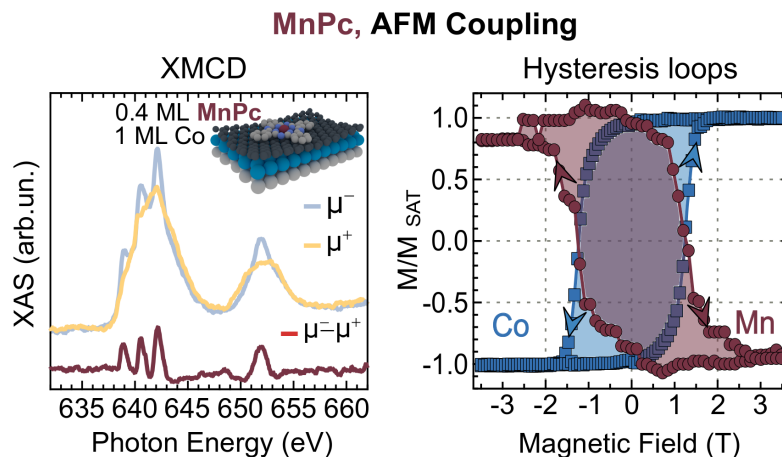 MnPc, AFM Coupling
XMCD
0.4 ML MnPc
1 ML Co
μ⁻
μ⁺
μ⁻-μ⁺
XAS (arb.un.)
635 640 645 650 655 660
Photon Energy (eV)
Hysteresis loops
M/M SAT
1.0
0.5
0.0
-0.5
-1.0
Co
Mn
-3 -2 -1 0 1 2 3
Magnetic Field (T)